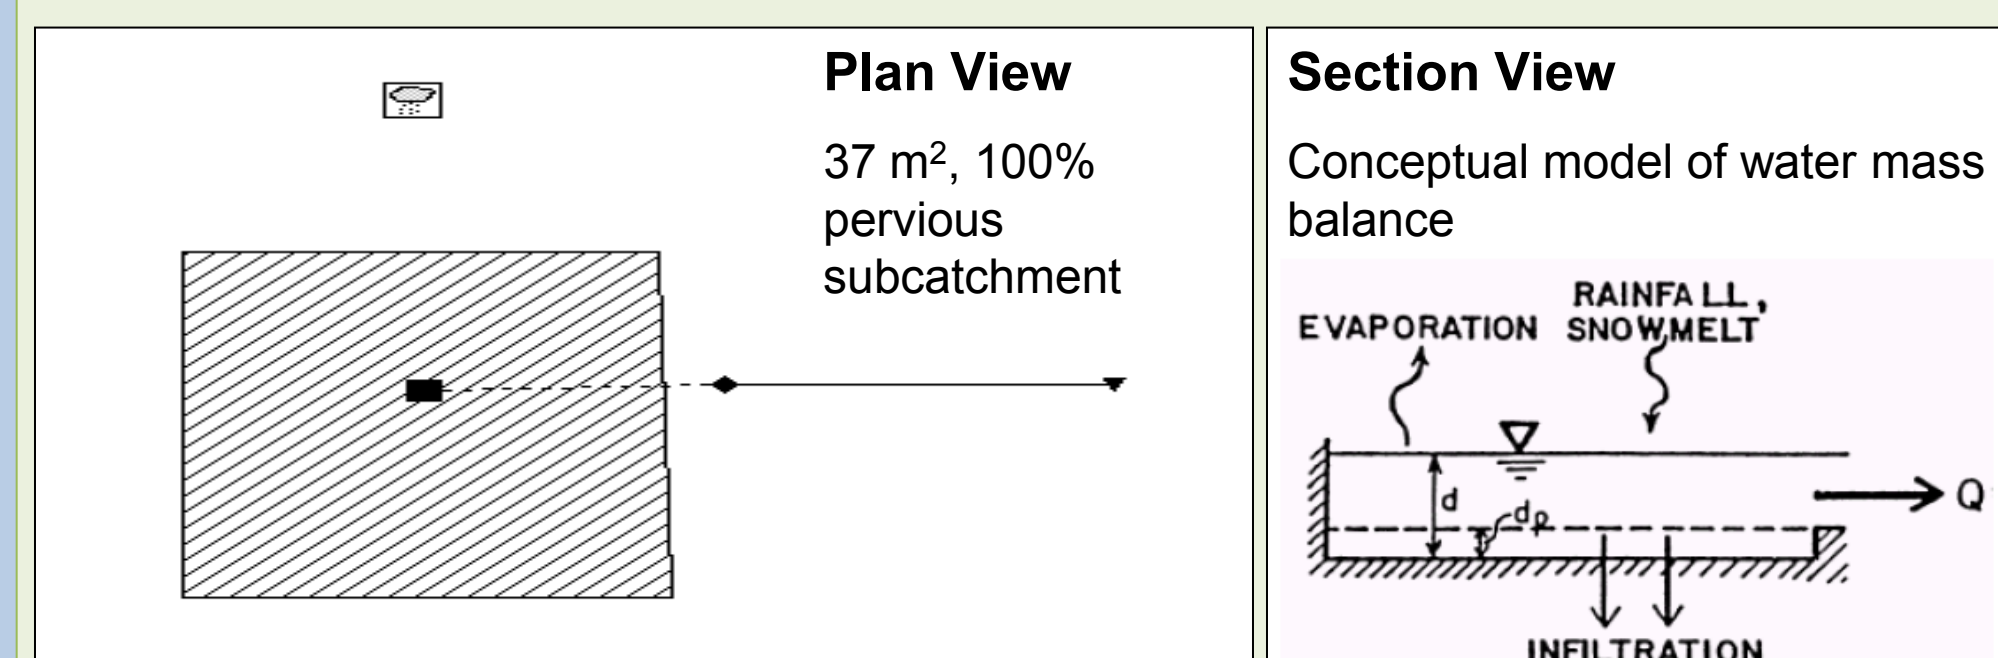 Plan View
37 m², 100%
pervious
subcatchment
Section View
Conceptual model of water mass
balance
EVAPORATION
RAINFALL,
SNOWMELT
d
dp
Q
INFILTRATION